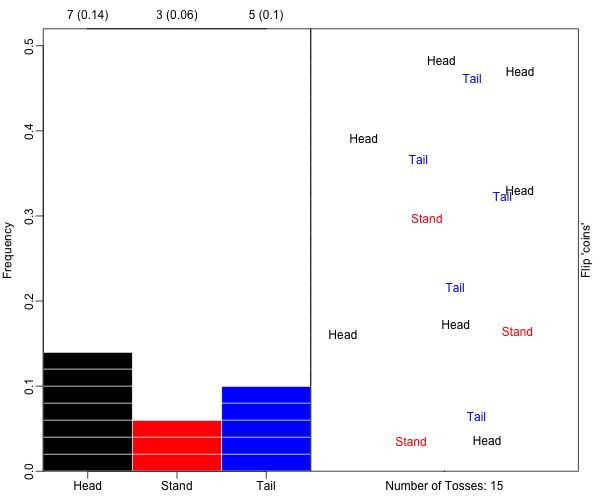 7 (0.14) 3 (0.06) 5 (0.1)
Frequency
0.5
0.4
0.3
0.2
0.1
0.0
Head Stand Tail
Head
Head
Tail
Head
Tail
Head
Tail
Stand
Tail
Head
Stand
Head
Tail
Stand
Head
Flip 'coins'
Number of Tosses: 15